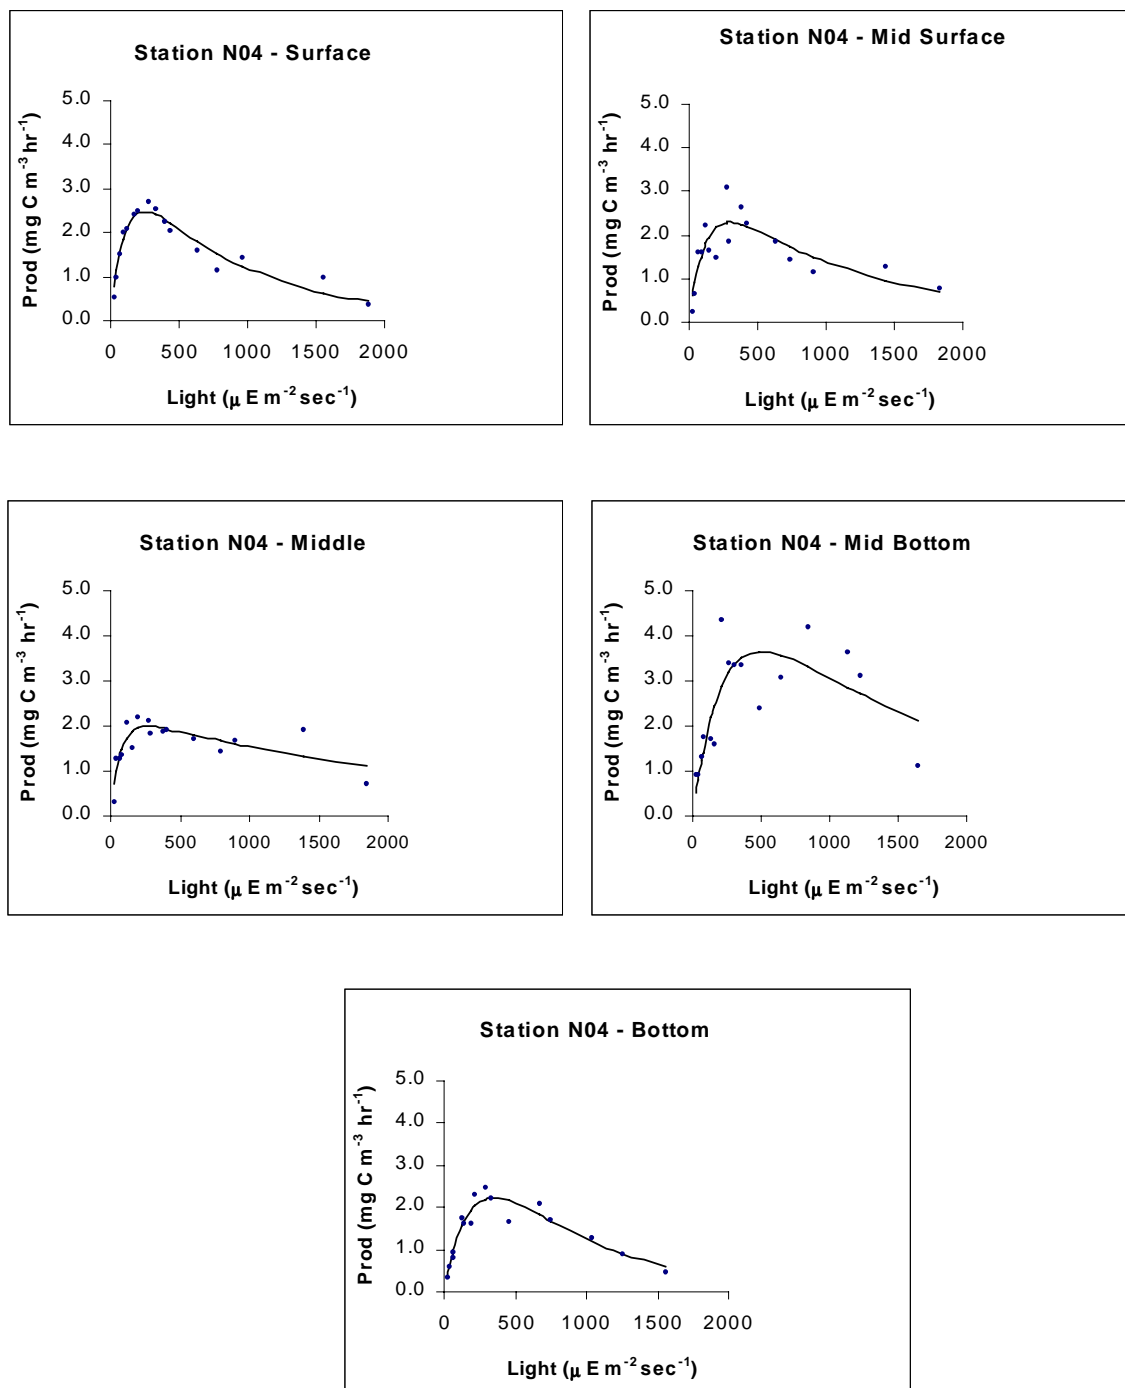 Station N04 - Surface
5.0
4.0
3.0
2.0
1.0
0.0
Prod (mg C m-3 hr-1)
0 500 1000 1500 2000
Light (μ E m-2 sec-1)
Station N04 - Mid Surface
5.0
4.0
3.0
2.0
1.0
0.0
Prod (mg C m-3 hr-1)
0 500 1000 1500 2000
Light (μ E m-2 sec-1)
Station N04 - Middle
5.0
4.0
3.0
2.0
1.0
0.0
Prod (mg C m-3 hr-1)
0 500 1000 1500 2000
Light (μ E m-2 sec-1)
Station N04 - Mid Bottom
5.0
4.0
3.0
2.0
1.0
0.0
Prod (mg C m-3 hr-1)
0 500 1000 1500 2000
Light (μ E m-2 sec-1)
Station N04 - Bottom
5.0
4.0
3.0
2.0
1.0
0.0
Prod (mg C m-3 hr-1)
0 500 1000 1500 2000
Light (μ E m-2 sec-1)